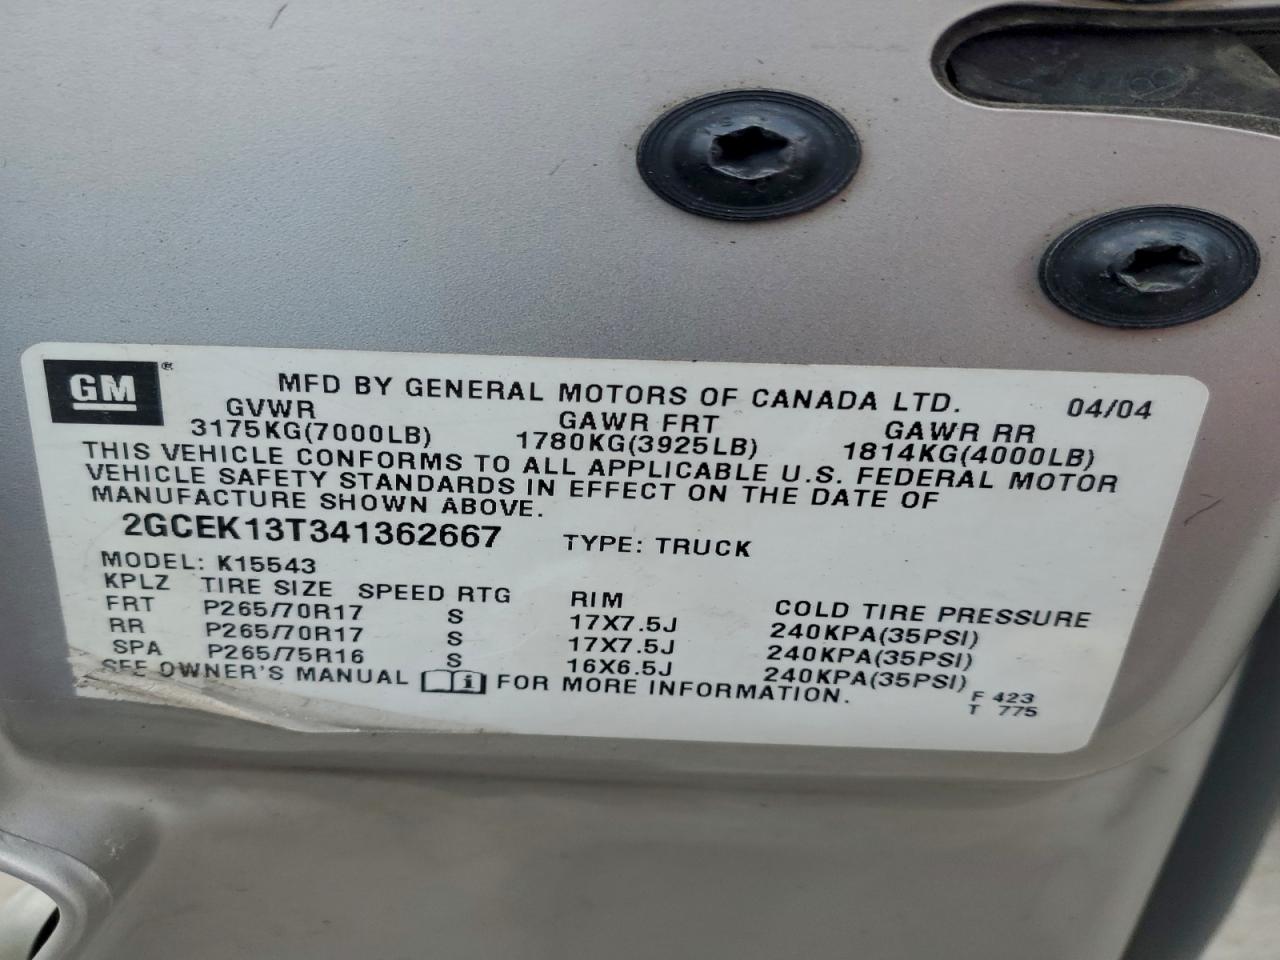 GM ® MFD BY GENERAL MOTORS OF CANADA LTD. 04/04
GVWR GAWR FRT GAWR RR
3175KG(7000LB) 1780KG(3925LB) 1814KG(4000LB)
THIS VEHICLE CONFORMS TO ALL APPLICABLE U.S. FEDERAL MOTOR
VEHICLE SAFETY STANDARDS IN EFFECT ON THE DATE OF
MANUFACTURE SHOWN ABOVE.
2GCEK13T341362667 TYPE: TRUCK
MODEL: K15543
KPLZ TIRE SIZE SPEED RTG RIM COLD TIRE PRESSURE
FRT P265/70R17 S 17X7.5J 240KPA(35PSI)
RR P265/70R17 S 17X7.5J 240KPA(35PSI)
SPA P265/75R16 S 16X6.5J 240KPA(35PSI)
SEE OWNER'S MANUAL i FOR MORE INFORMATION.
F 423
T 775